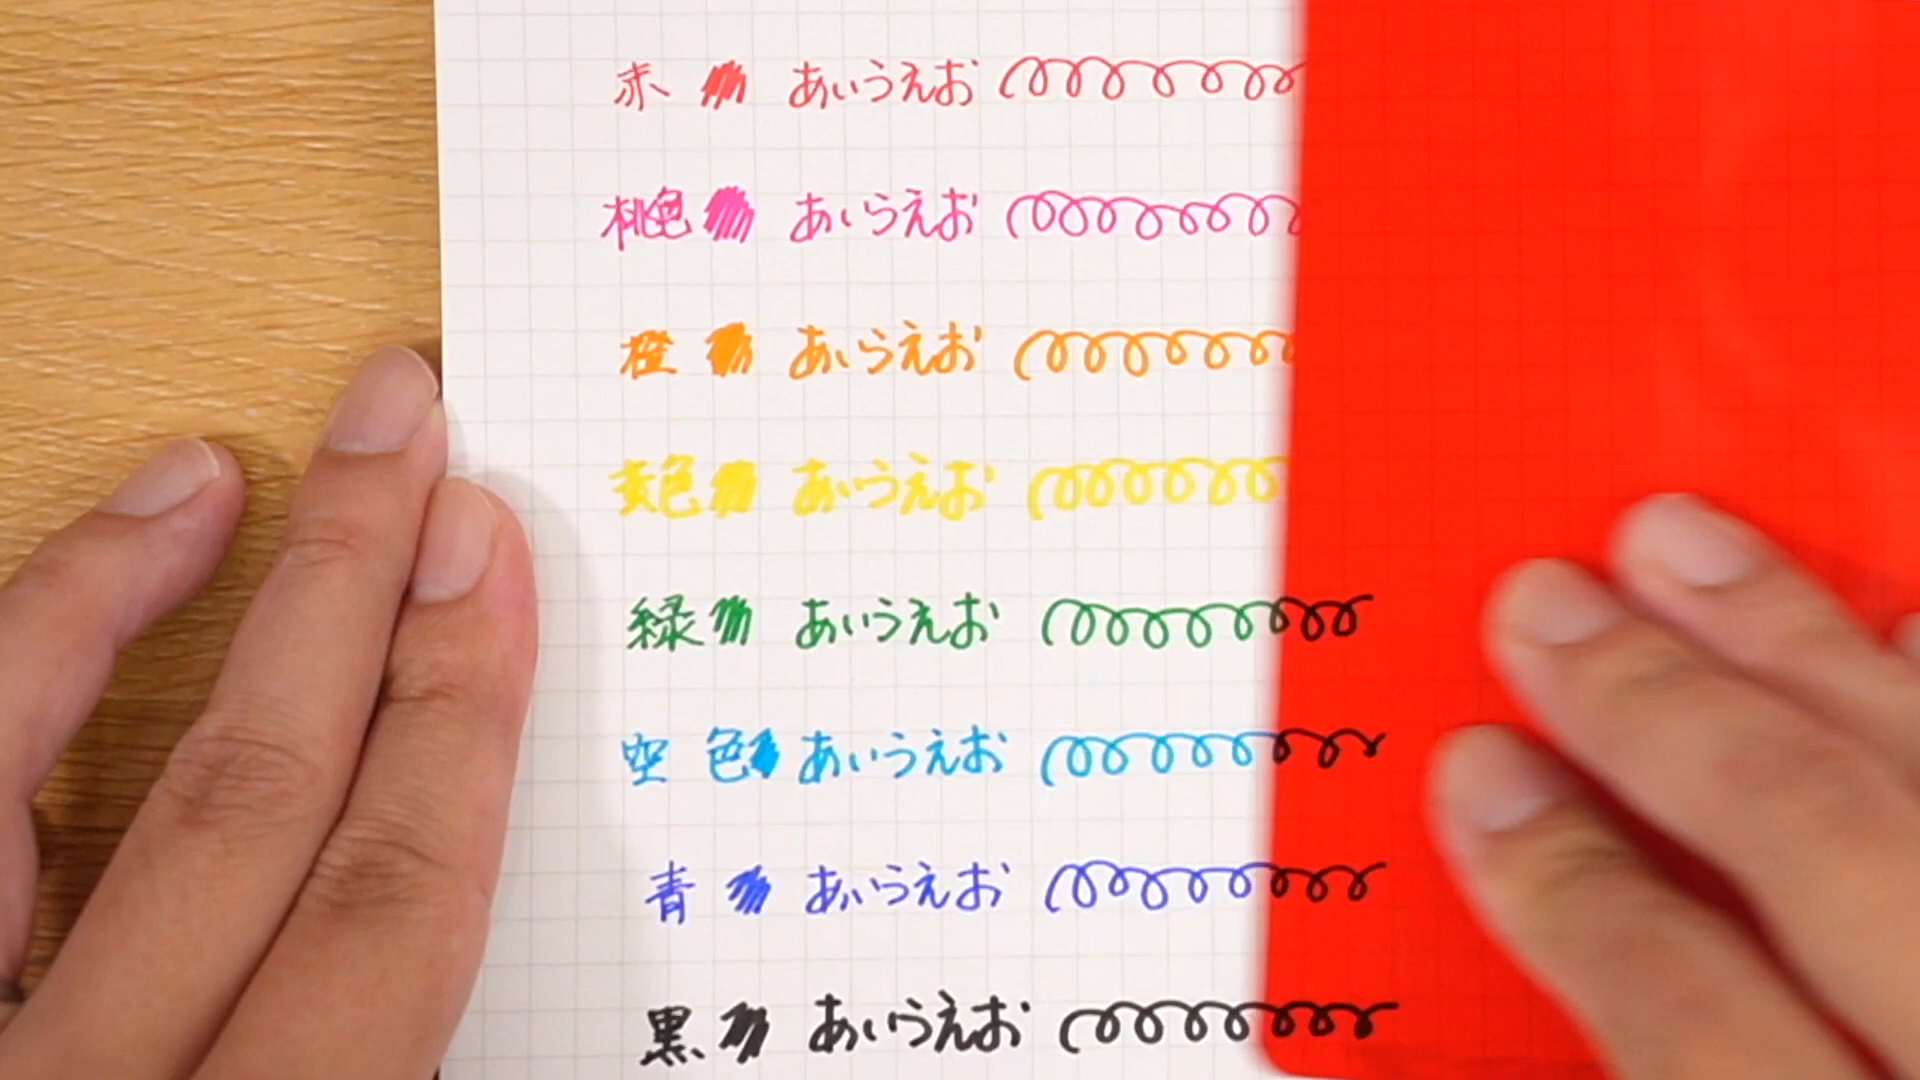 赤 あいうえお
桃色 あいうえお
橙 あいうえお
黄色 あいうえお
緑 あいうえお
空色 あいうえお
青 あいうえお
黒 あいうえお